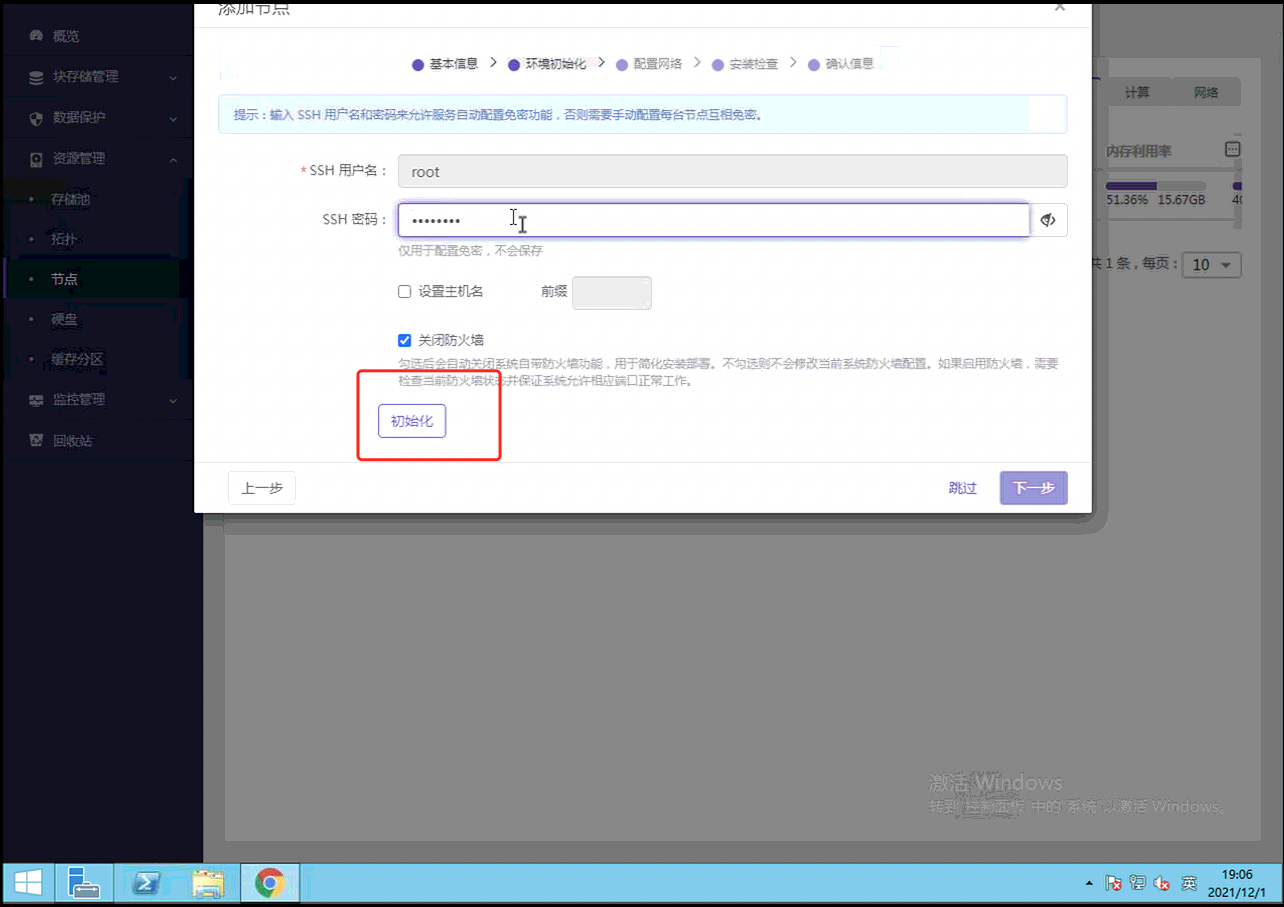 添加节点
概览
块存储管理
数据保护
资源管理
存储池
拓扑
节点
硬盘
缓存分区
监控管理
回收站
基本信息
环境初始化
配置网络
安装检查
确认信息
提示：输入 SSH 用户名和密码来允许服务自动配置免密功能，否则需要手动配置每台节点互相免密。
* SSH 用户名：
root
SSH 密码：
••••••••
仅用于配置免密，不会保存
设置主机名 前缀
关闭防火墙
勾选后会自动关闭系统自带防火墙功能，用于简化安装部署。不勾选则不会修改当前系统防火墙配置。如果启用防火墙，需要
检查当前防火墙状态并保证系统允许相应端口正常工作。
初始化
上一步
跳过
下一步
计算 网络
内存利用率
51.36% 15.67GB
共 1 条，每页：
10
激活 Windows
转到"控制面板"中的"系统"以激活 Windows。
英
19:06
2021/12/1